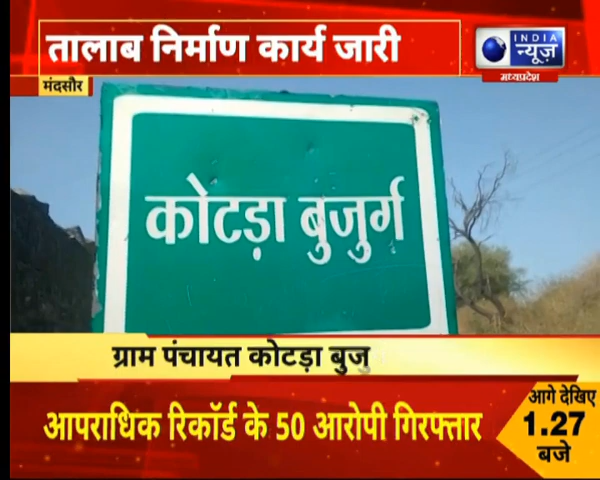 तालाब निर्माण कार्य जारी
INDIA
न्यूज़
मध्यप्रदेश
मंदसौर
कोटड़ा बुजुर्ग
ग्राम पंचायत कोटड़ा बुजु
आपराधिक रिकॉर्ड के 50 आरोपी गिरफ्तार
आगे देखिए
1.27
बजे